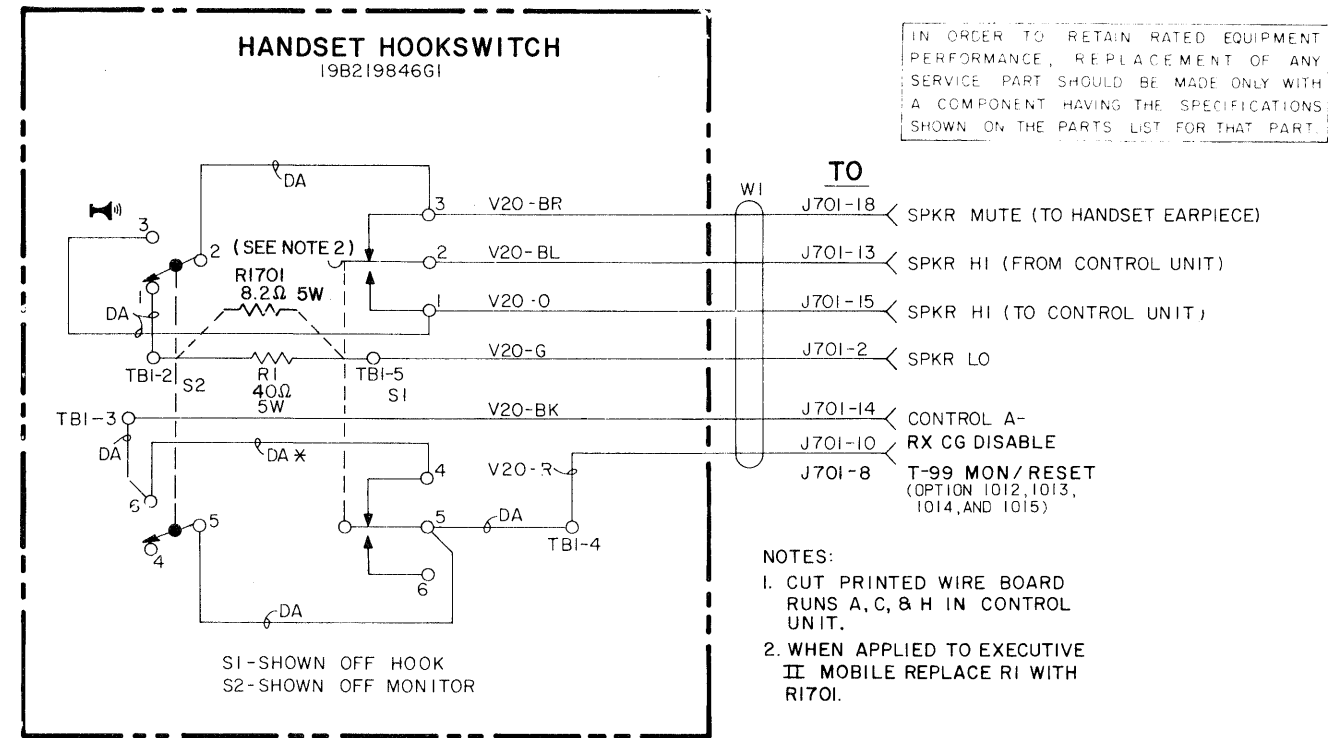 HANDSET HOOKSWITCH
19B219846G1
IN ORDER TO RETAIN RATED EQUIPMENT
PERFORMANCE, REPLACEMENT OF ANY
SERVICE PART SHOULD BE MADE ONLY WITH
A COMPONENT HAVING THE SPECIFICATIONS
SHOWN ON THE PARTS LIST FOR THAT PART.
TO
W1
DA
3
V20-BR
J701-18
SPKR MUTE (TO HANDSET EARPIECE)
3
2
(SEE NOTE 2)
2
V20-BL
J701-13
SPKR HI (FROM CONTROL UNIT)
R1701
8.2Ω 5W
1
DA
1
V20-O
J701-15
SPKR HI (TO CONTROL UNIT)
TB1-2
S2
R1
40Ω
5W
TB1-5
S1
V20-G
J701-2
SPKR LO
TB1-3
V20-BK
J701-14
CONTROL A-
DA
DA *
J701-10
RX CG DISABLE
4
V20-R
J701-8
T-99 MON/RESET
(OPTION 1012, 1013,
1014, AND 1015)
6
5
4
5
DA
TB1-4
6
DA
S1-SHOWN OFF HOOK
S2-SHOWN OFF MONITOR
NOTES:
1. CUT PRINTED WIRE BOARD
RUNS A, C, & H IN CONTROL
UNIT.
2. WHEN APPLIED TO EXECUTIVE
II MOBILE REPLACE R1 WITH
R1701.